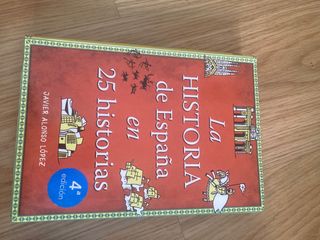 La
HISTORIA
de España
en
25 historias
JAVIER ALONSO LÓPEZ
4ª
edición